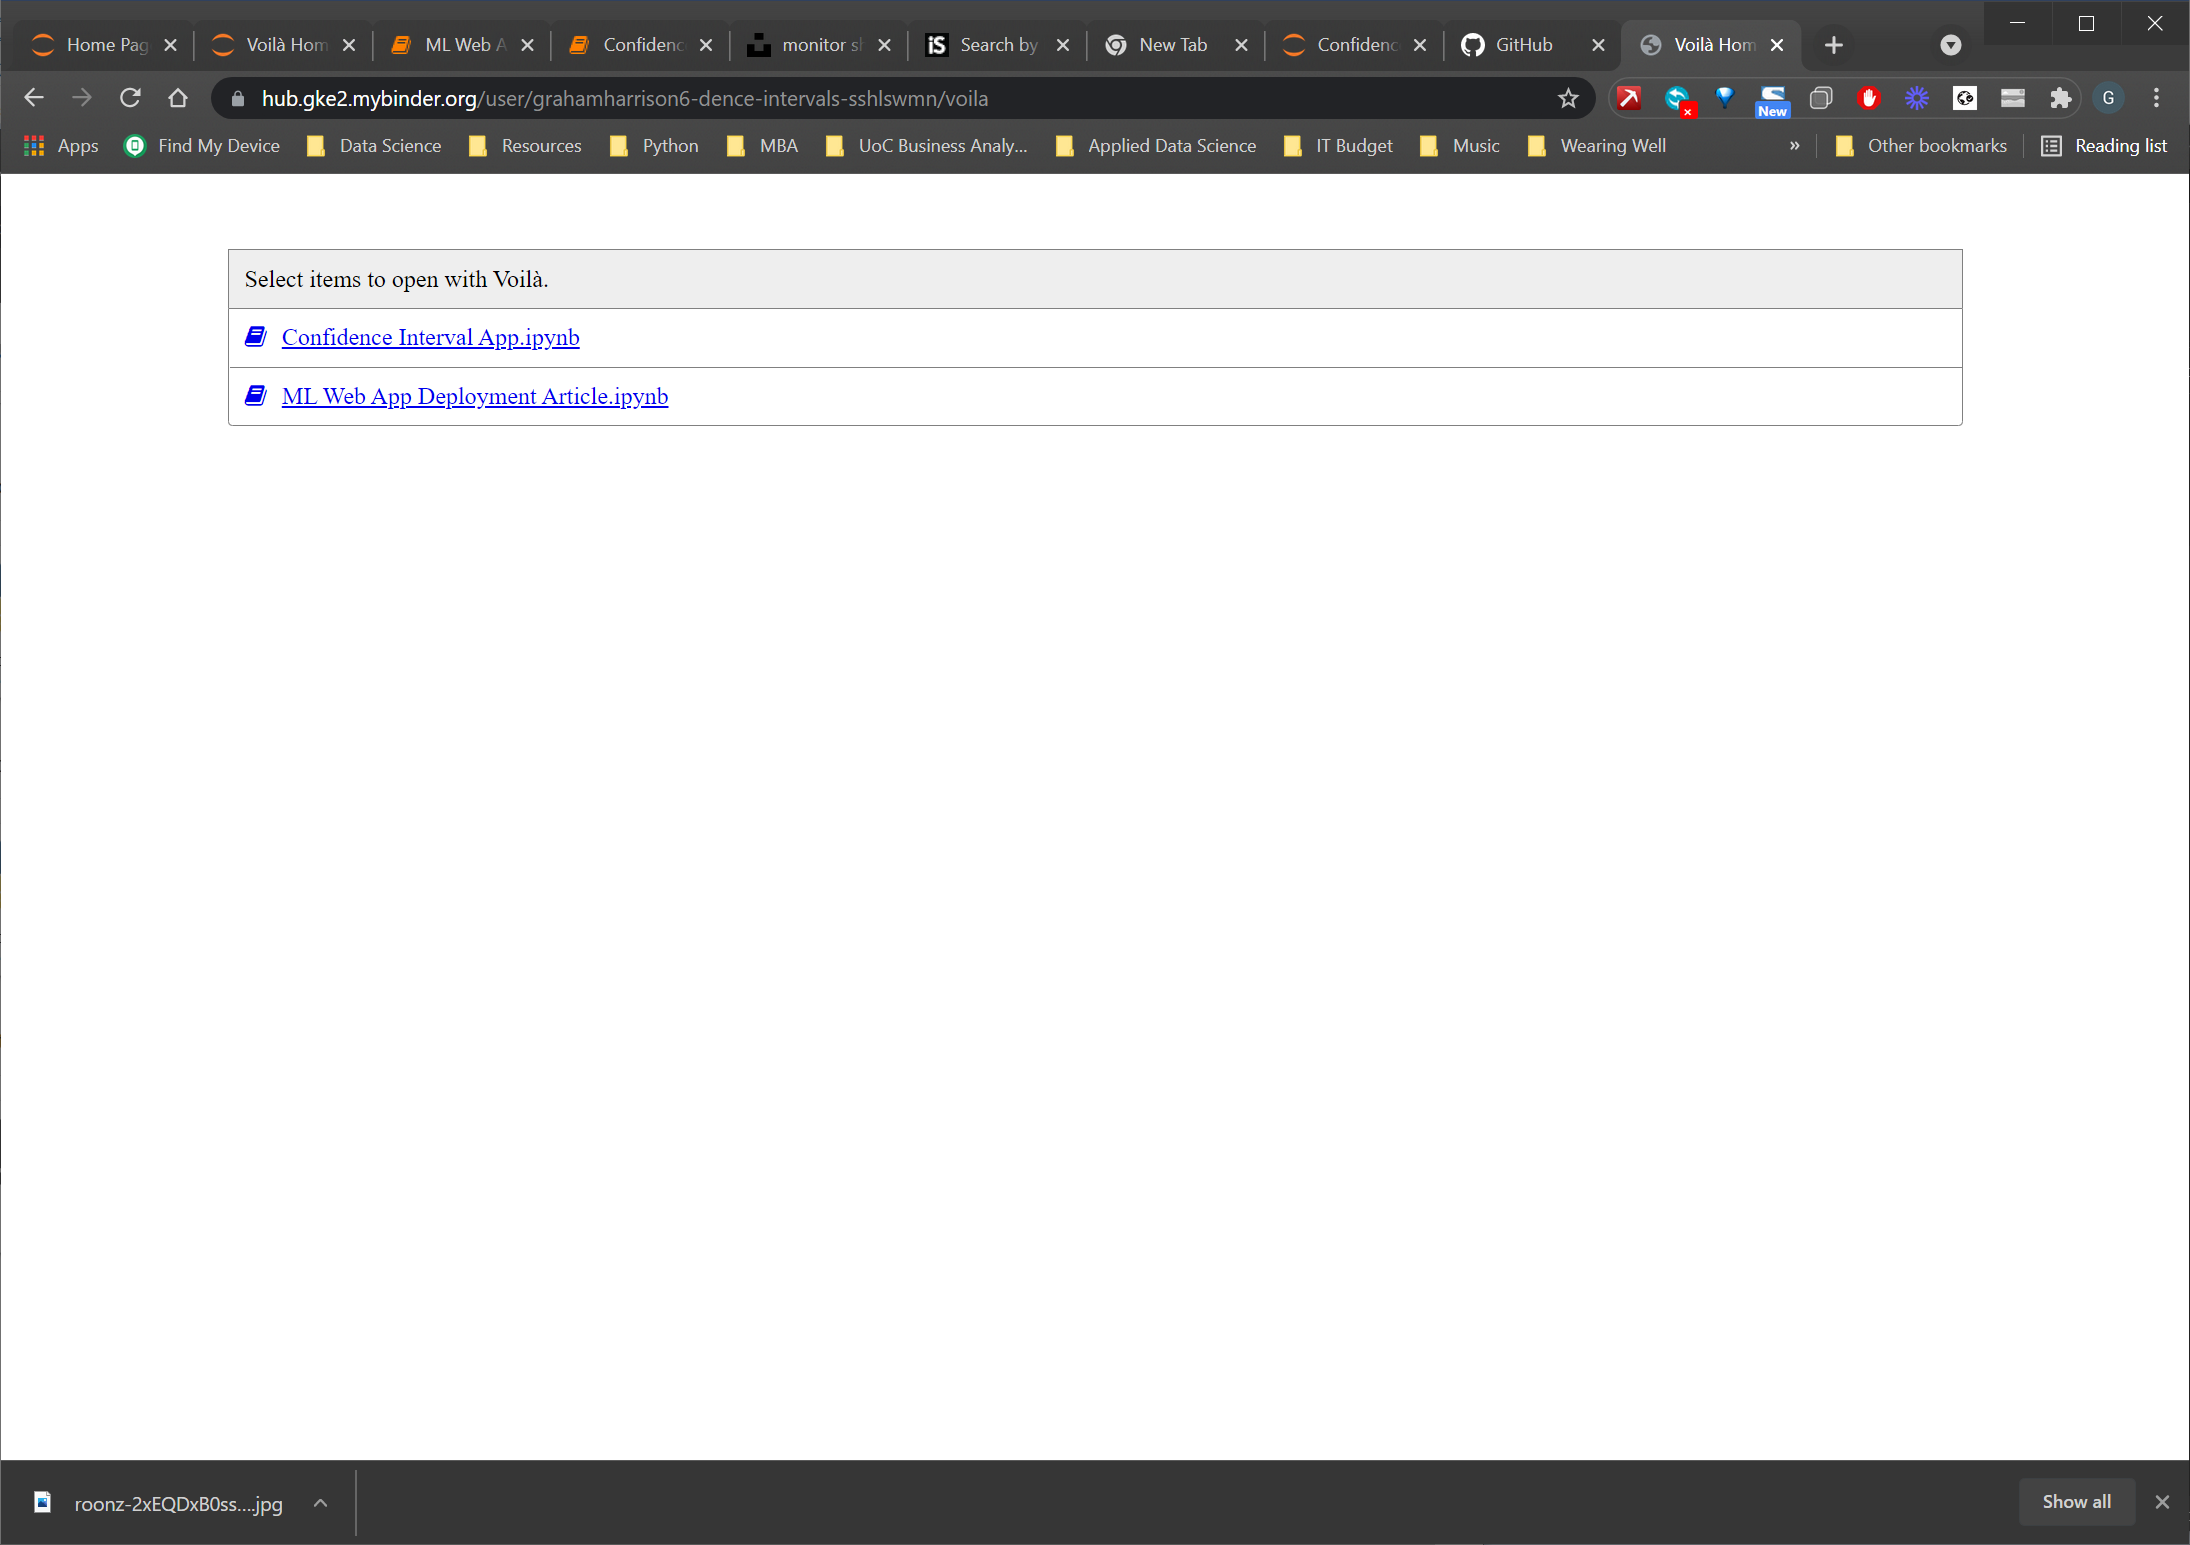 Home Pag
Voilà Hom
ML Web A
Confidenc
monitor sh
Search by
New Tab
Confidenc
GitHub
Voilà Hom
hub.gke2.mybinder.org/user/grahamharrison6-dence-intervals-sshlswmn/voila
New
G
Apps
Find My Device
Data Science
Resources
Python
MBA
UoC Business Analy...
Applied Data Science
IT Budget
Music
Wearing Well
»
Other bookmarks
Reading list
Select items to open with Voilà.
Confidence Interval App.ipynb
ML Web App Deployment Article.ipynb
roonz-2xEQDxB0ss....jpg
Show all